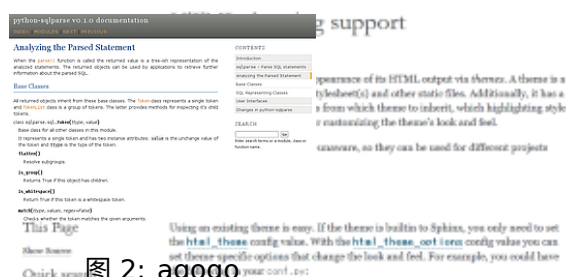 HTML theming support
python-sqlparse v0.1.0 documentation
INDEX MODULES NEXT PREVIOUS
Analyzing the Parsed Statement
When the parse() function is called the returned value is a tree-ish representation of the
analyzed statements. The returned objects can be used by applications to retrieve further
information about the parsed SQL.
Base Classes
All returned objects inherit from these base classes. The Token class represents a single token
and TokenList class is a group of tokens. The latter provides methods for inspecting its child
tokens.
class sqlparse.sql.Token(ttype, value)
Base class for all other classes in this module.
It represents a single token and has two instance attributes: value is the unchange value of
the token and ttype is the type of the token.
flatten()
Resolve subgroups.
is_group()
Returns True if this object has children.
is_whitespace()
Return True if this token is a whitespace token.
match(ttype, values, regex=False)
Checks whether the token matches the given arguments.
CONTENTS
Introduction
sqlparse – Parse SQL statements
Analyzing the Parsed Statement
Base Classes
SQL Representing Classes
User Interfaces
Changes in python-sqlparse
SEARCH
Go
Enter search terms or a module, class or
function name.
appearance of its HTML output via themes. A theme is a
stylesheet(s) and other static files. Additionally, it has a
from which theme to inherit, which highlighting style
customizing the theme's look and feel.
unaware, so they can be used for different projects
This Page
Show Source
Quick search
Using an existing theme is easy. If the theme is builtin to Sphinx, you only need to set
the html_theme config value. With the html_theme_options config value you can
set theme-specific options that change the look and feel. For example, you could have
in your conf.py:
图 2: agogo